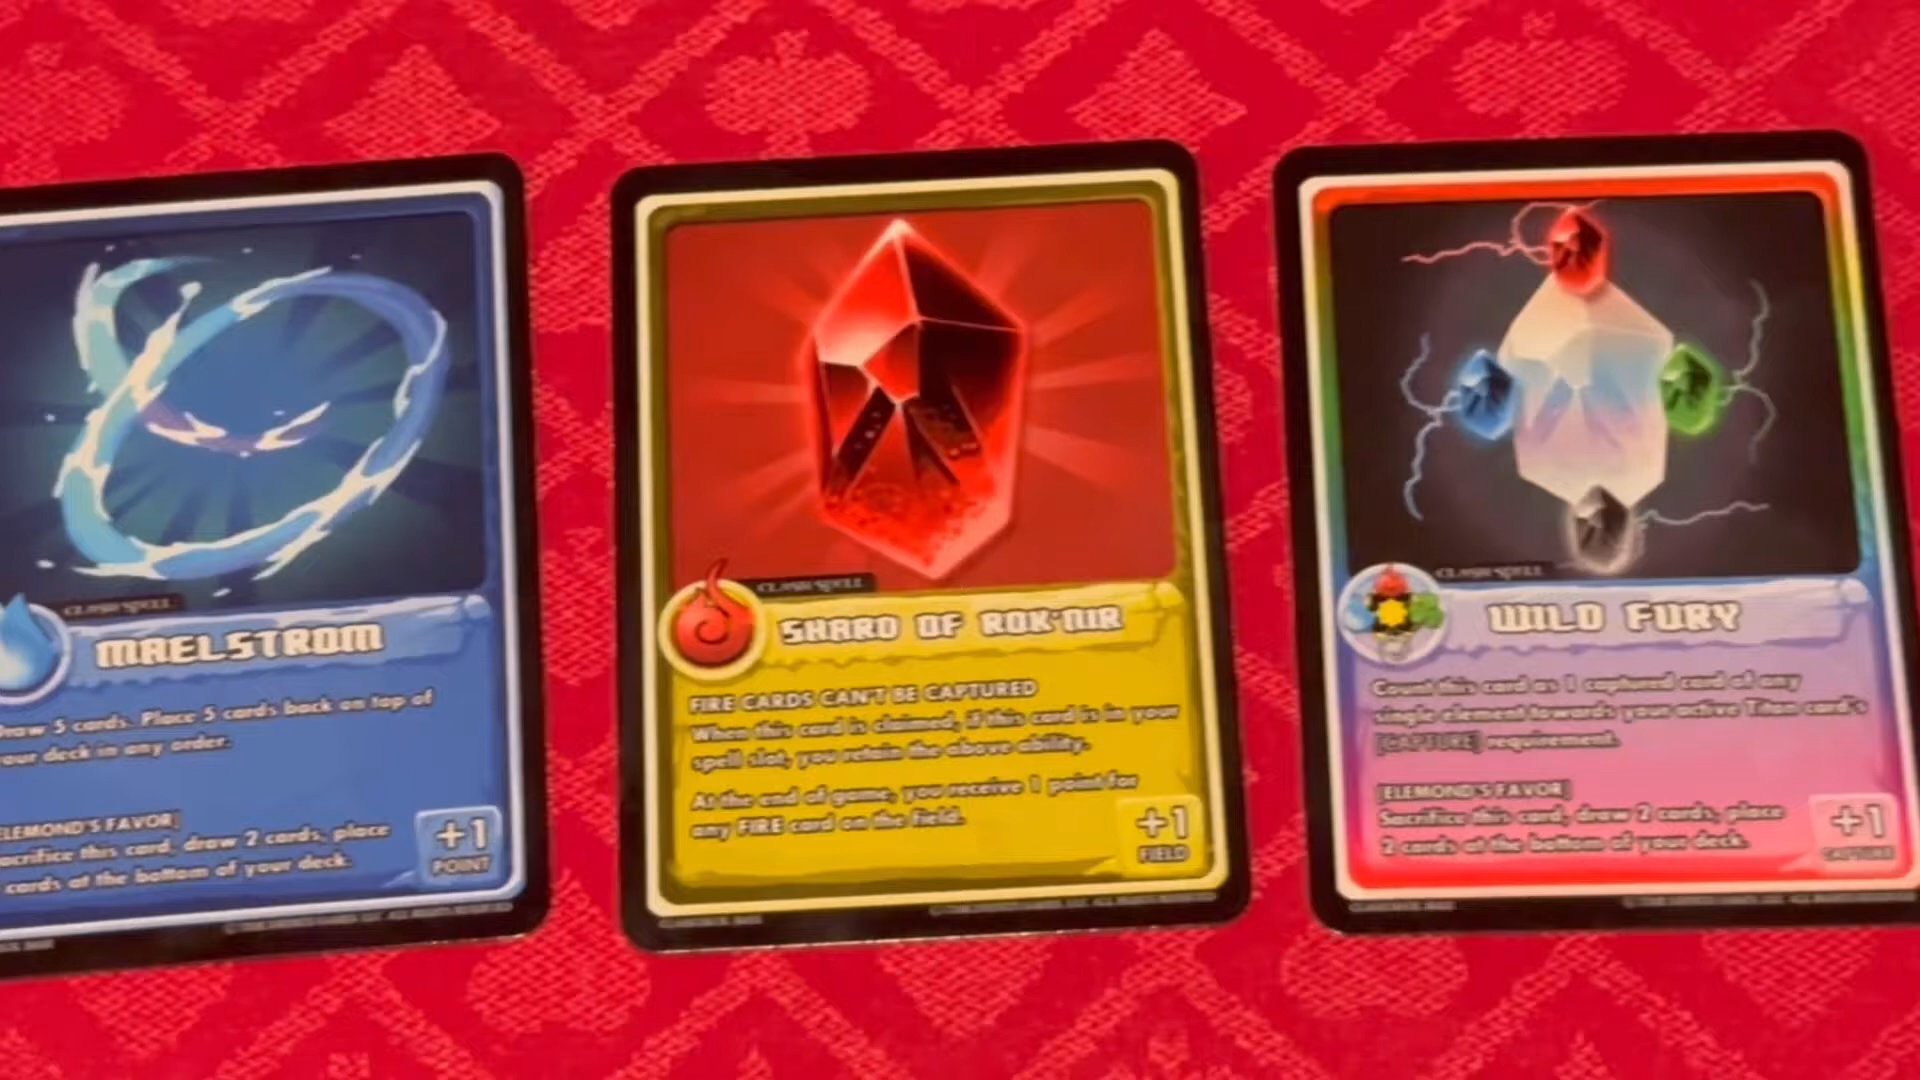 CLASH SPELL
MAELSTROM
Draw 5 cards. Place 5 cards back on top of
your deck in any order.
ELEMOND'S FAVOR]
Sacrifice this card, draw 2 cards, place
cards at the bottom of your deck.
+1
POINT
CLASH SPELL
SHARD OF ROK'NIR
FIRE CARDS CAN'T BE CAPTURED
When this card is claimed, if this card is in your
spell slot, you retain the above ability.
At the end of game, you receive 1 point for
any FIRE card on the field.
+1
FIELD
CLASH SPELL
WILD FURY
Count this card as 1 captured card of any
single element towards your active Titan card's
[CAPTURE] requirement.
[ELEMOND'S FAVOR]
Sacrifice this card, draw 2 cards, place
2 cards at the bottom of your deck.
+1
CAPTURE